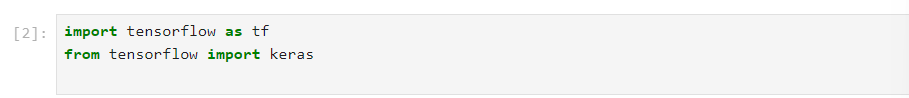 [2]: import tensorflow as tf
from tensorflow import keras